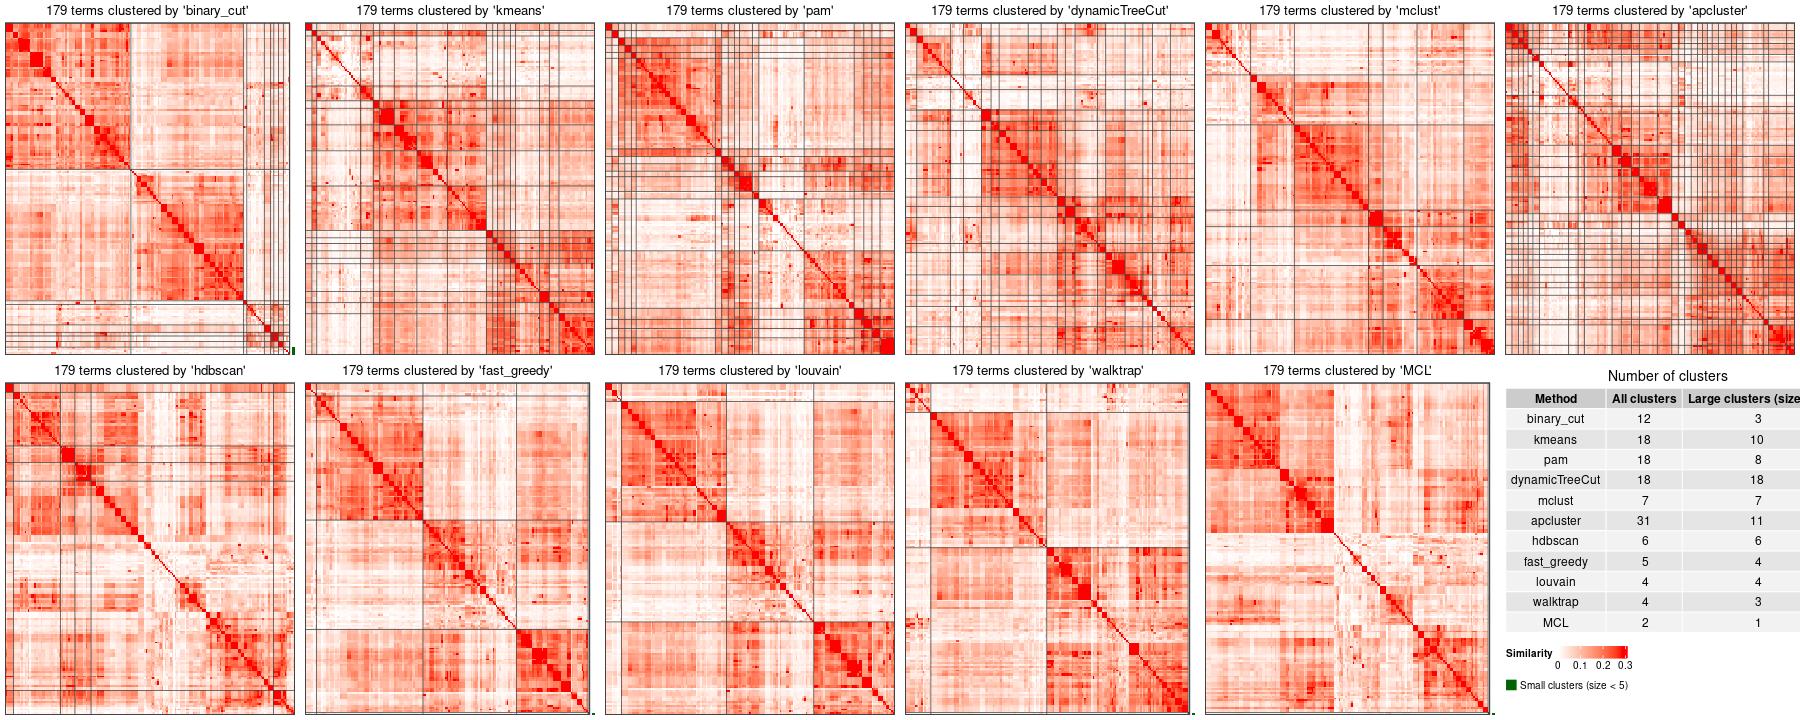 179 terms clustered by 'binary_cut'
179 terms clustered by 'kmeans'
179 terms clustered by 'pam'
179 terms clustered by 'dynamicTreeCut'
179 terms clustered by 'mclust'
179 terms clustered by 'apcluster'
179 terms clustered by 'hdbscan'
179 terms clustered by 'fast_greedy'
179 terms clustered by 'louvain'
179 terms clustered by 'walktrap'
179 terms clustered by 'MCL'
Number of clusters
Method All clusters Large clusters (size
binary_cut 12 3
kmeans 18 10
pam 18 8
dynamicTreeCut 18 18
mclust 7 7
apcluster 31 11
hdbscan 6 6
fast_greedy 5 4
louvain 4 4
walktrap 4 3
MCL 2 1
Similarity
0 0.1 0.2 0.3
Small clusters (size < 5)